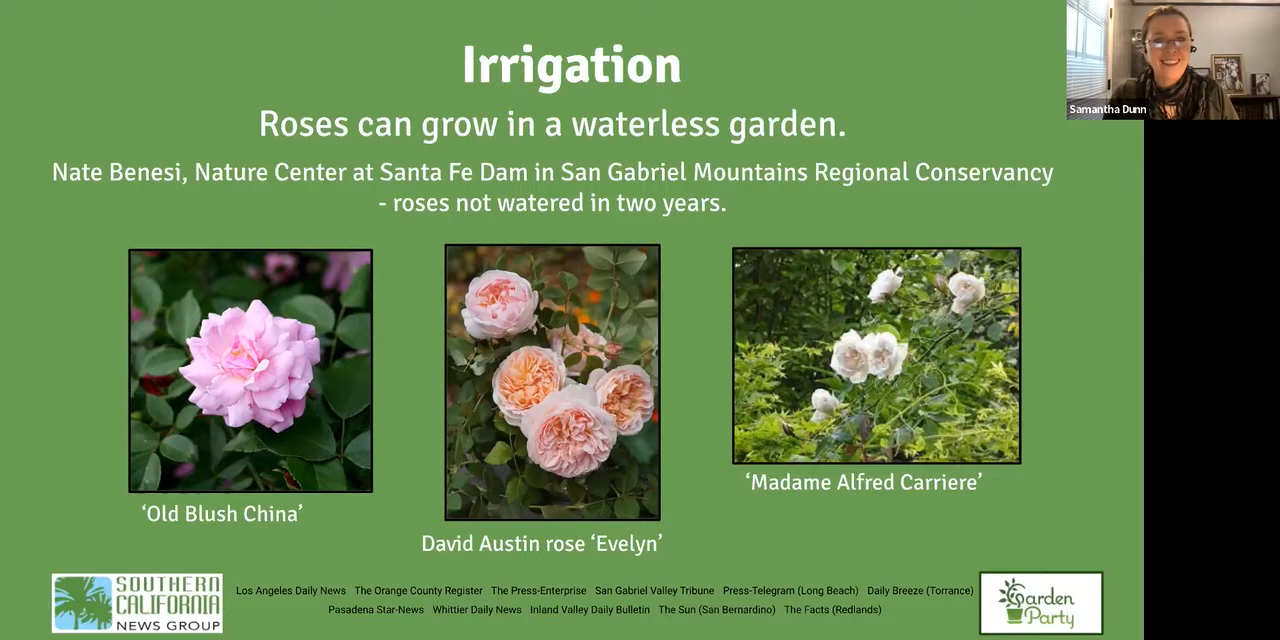 Irrigation
Samantha Dunn
Roses can grow in a waterless garden.
Nate Benesi, Nature Center at Santa Fe Dam in San Gabriel Mountains Regional Conservancy
- roses not watered in two years.
‘Old Blush China’
David Austin rose ‘Evelyn’
‘Madame Alfred Carriere’
SOUTHERN
CALIFORNIA
NEWS GROUP
Los Angeles Daily News The Orange County Register The Press-Enterprise San Gabriel Valley Tribune Press-Telegram (Long Beach) Daily Breeze (Torrance)
Pasadena Star-News Whittier Daily News Inland Valley Daily Bulletin The Sun (San Bernardino) The Facts (Redlands)
Garden
Party